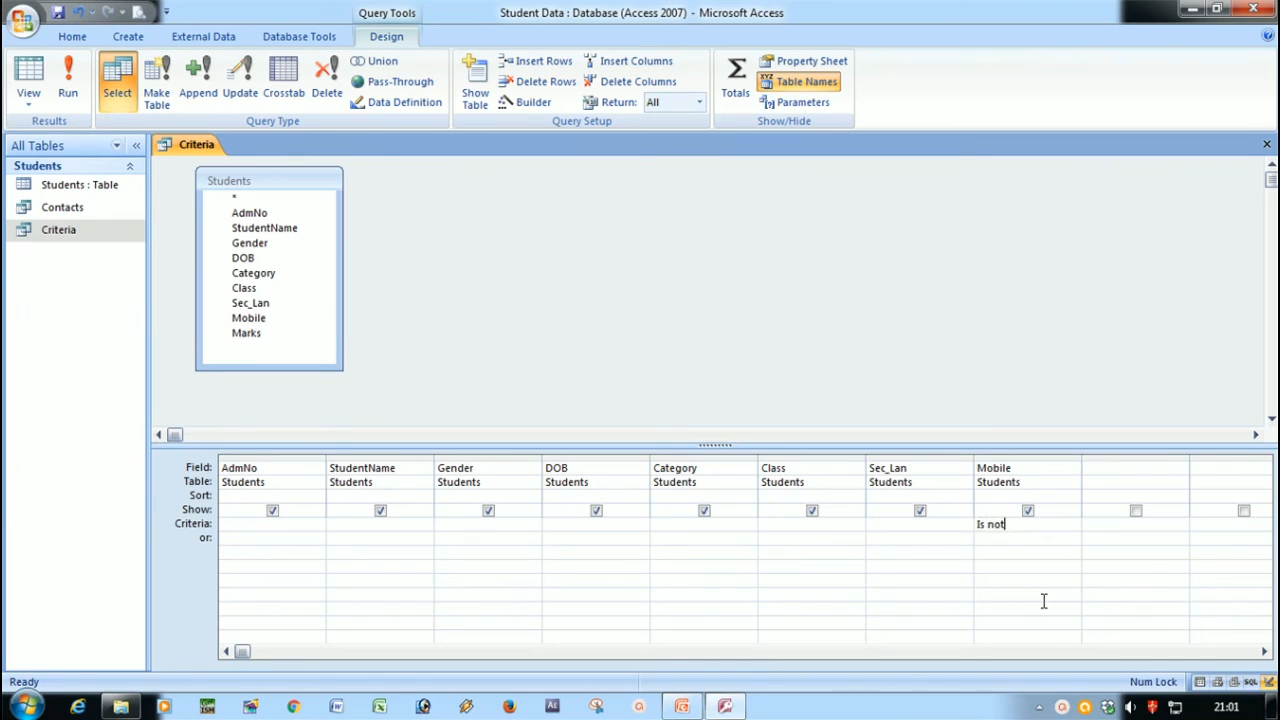 Query Tools
Student Data : Database (Access 2007) - Microsoft Access
Home
Create
External Data
Database Tools
Design
View
Run
Select
Make
Table
Append
Update
Crosstab
Delete
Union
Pass-Through
Data Definition
Show
Table
Insert Rows
Delete Rows
Builder
Insert Columns
Delete Columns
Return:
All
Totals
Property Sheet
Table Names
Parameters
Results
Query Type
Query Setup
Show/Hide
All Tables
Criteria
Students
Students : Table
Contacts
Criteria
Students
*
AdmNo
StudentName
Gender
DOB
Category
Class
Sec_Lan
Mobile
Marks
Field: AdmNo StudentName Gender DOB Category Class Sec_Lan Mobile
Table: Students Students Students Students Students Students Students Students
Sort:
Show:
Criteria: Is not
or:
Ready
Num Lock
SQL
21:01